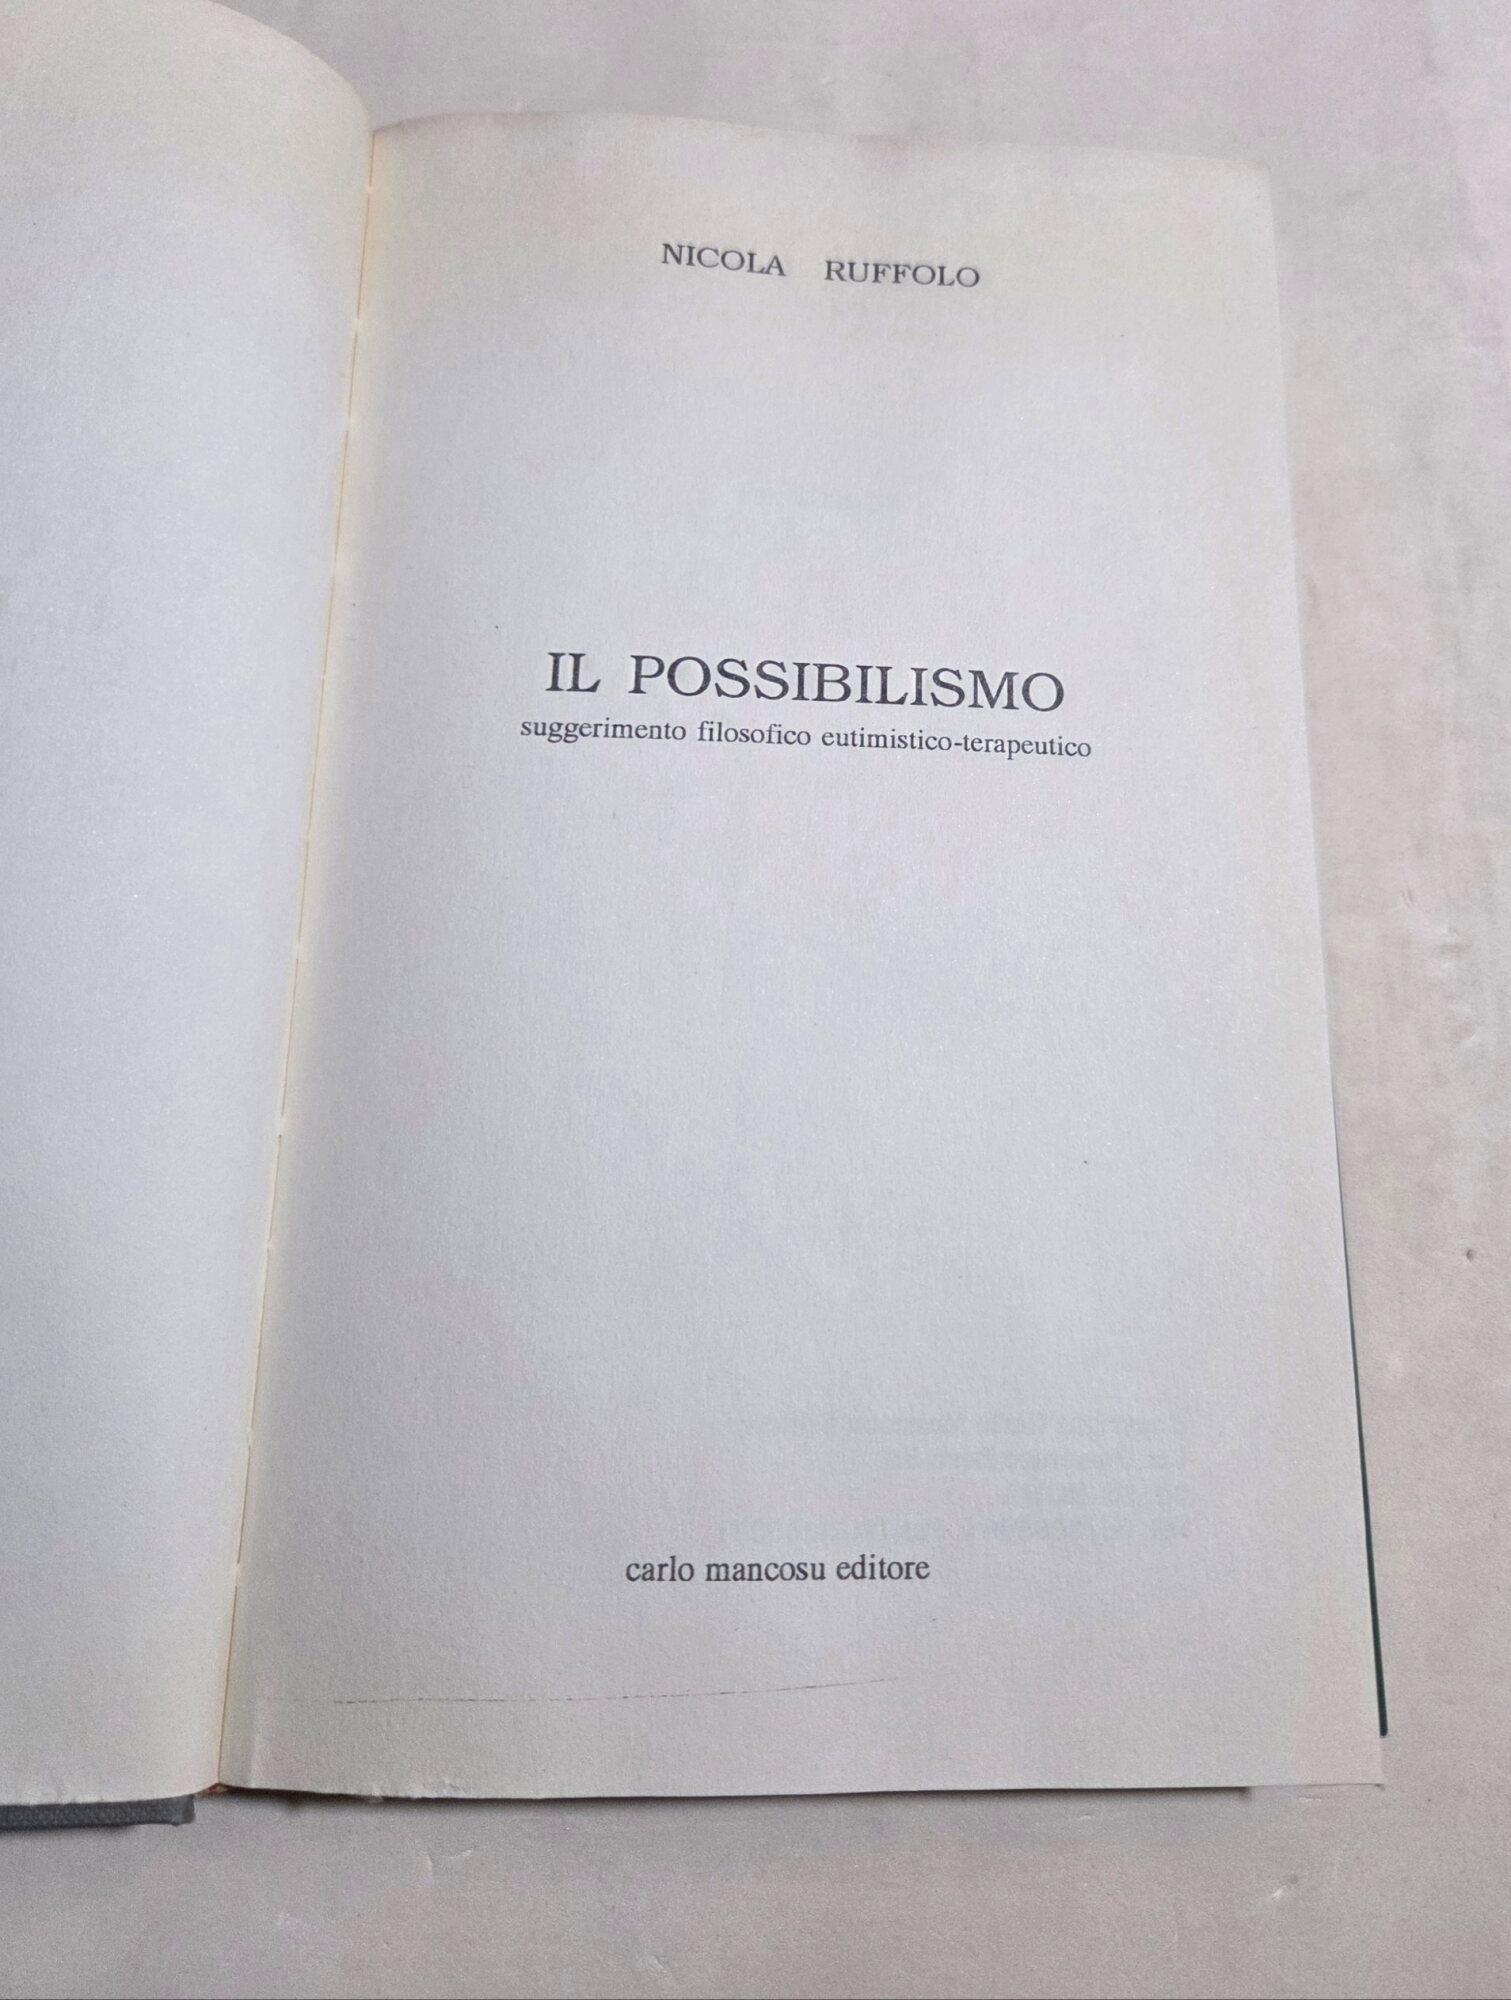 NICOLA RUFFOLO
IL POSSIBILISMO
suggerimento filosofico eutimistico-terapeutico
carlo mancosu editore